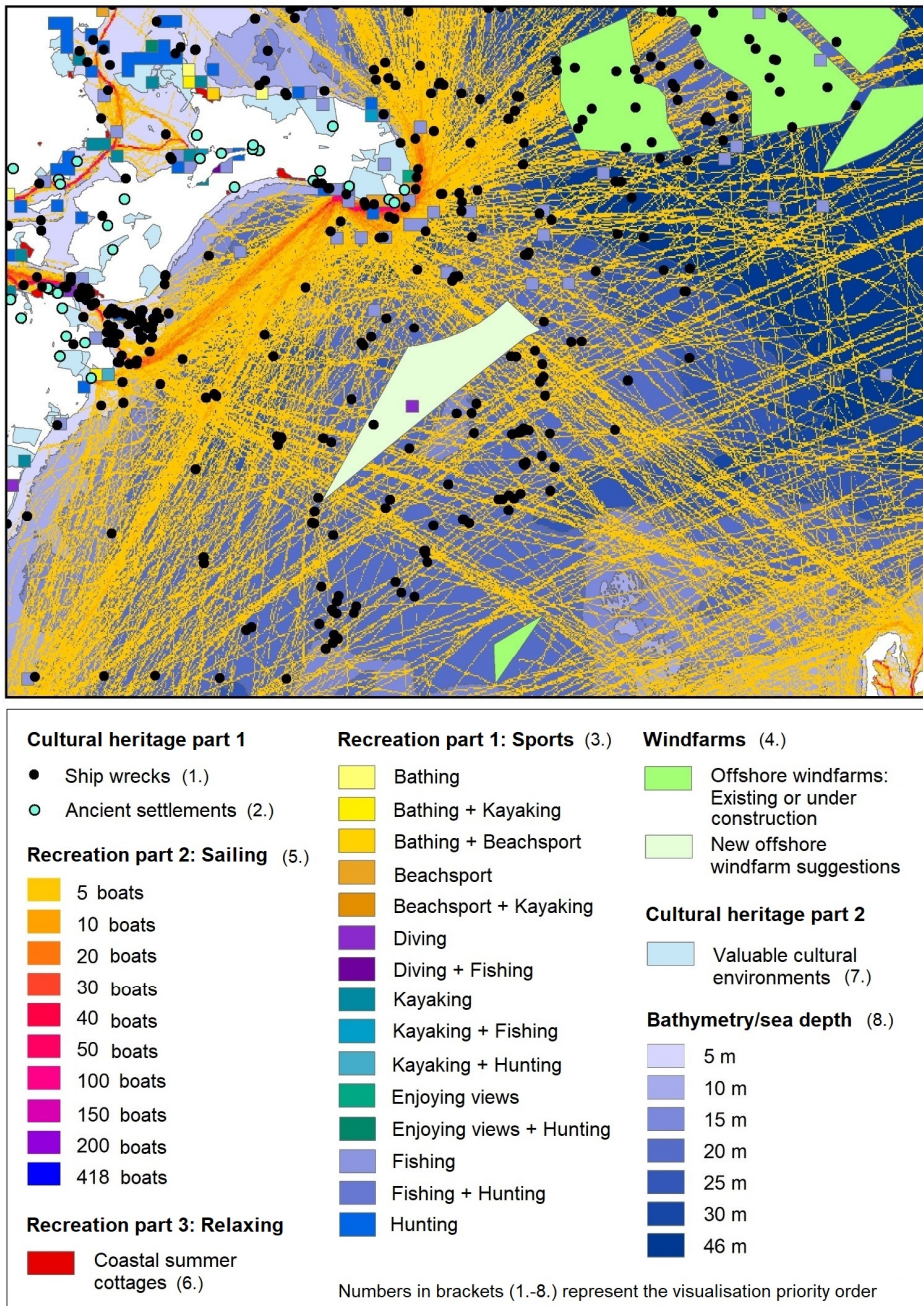 Cultural heritage part 1
Ship wrecks (1.)
Ancient settlements (2.)
Recreation part 2: Sailing (5.)
5 boats
10 boats
20 boats
30 boats
40 boats
50 boats
100 boats
150 boats
200 boats
418 boats
Recreation part 3: Relaxing
Coastal summer
cottages (6.)
Recreation part 1: Sports (3.)
Bathing
Bathing + Kayaking
Bathing + Beachsport
Beachsport
Beachsport + Kayaking
Diving
Diving + Fishing
Kayaking
Kayaking + Fishing
Kayaking + Hunting
Enjoying views
Enjoying views + Hunting
Fishing
Fishing + Hunting
Hunting
Windfarms (4.)
Offshore windfarms:
Existing or under
construction
New offshore
windfarm suggestions
Cultural heritage part 2
Valuable cultural
environments (7.)
Bathymetry/sea depth (8.)
5 m
10 m
15 m
20 m
25 m
30 m
46 m
Numbers in brackets (1.-8.) represent the visualisation priority order